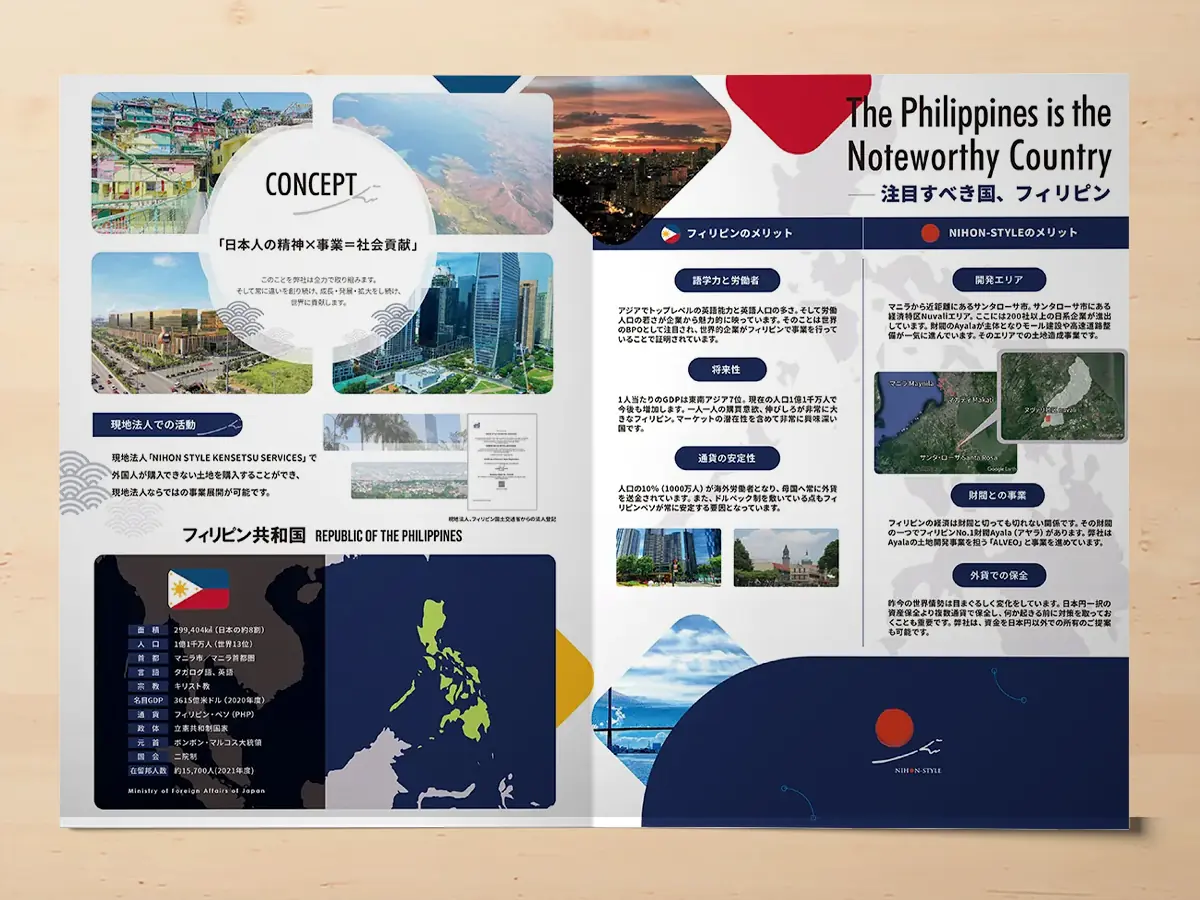 CONCEPT
「日本人の精神×事業＝社会貢献」
このことを弊社は全力で取り組みます。
そして常に違いを創り続け、成長・発展・拡大をし続け、
世界に貢献します。
現地法人での活動
現地法人「NIHON STYLE KENSETSU SERVICES」で
外国人が購入できない土地を購入することができ、
現地法人ならではの事業展開が可能です。
現地法人、フィリピン国土交通省からの法人登記
フィリピン共和国 REPUBLIC OF THE PHILIPPINES
面 積 299,404㎢（日本の約8割）
人 口 1億1千万人（世界13位）
首 都 マニラ市／マニラ首都圏
言 語 タガログ語、英語
宗 教 キリスト教
名目GDP 3615億米ドル（2020年度）
通 貨 フィリピン・ペソ（PHP）
政 体 立憲共和制国家
元 首 ボンボン・マルコス大統領
国 会 二院制
在留邦人数 約15,700人(2021年度)
Ministry of Foreign Affairs of Japan
The Philippines is the
Noteworthy Country
注目すべき国、フィリピン
フィリピンのメリット
語学力と労働者
アジアでトップレベルの英語能力と英語人口の多さ。そして労働
人口の若さが企業から魅力的に映っています。そのことは世界
のBPOとして注目され、世界的企業がフィリピンで事業を行って
いることで証明されています。
将来性
1人当たりのGDPは東南アジア7位。現在の人口1億1千万人で
今後も増加します。一人一人の購買意欲、伸びしろが非常に大
きなフィリピン。マーケットの潜在性を含めて非常に興味深い
国です。
通貨の安定性
人口の10%（1000万人）が海外労働者となり、母国へ常に外貨
を送金されています。また、ドルペック制を敷いている点もフィ
リピンペソが常に安定する要因となっています。
NIHON-STYLEのメリット
開発エリア
マニラから近距離にあるサンタローサ市。サンタローサ市にある
経済特区Nuvaliエリア。ここには200社以上の日系企業が進出
しています。財閥のAyalaが主体となりモール建設や高速道路整
備が一気に進んでいます。そのエリアでの土地造成事業です。
マニラ Maynila
マカティ Makati
サンタ・ローサ Santa Rosa
Google Earth
ヌヴァリ Nuvali
財閥との事業
フィリピンの経済は財閥と切っても切れない関係です。その財閥
の一つでフィリピンNo.1財閥Ayala（アヤラ）があります。弊社は
Ayalaの土地開発事業を担う「ALVEO」と事業を進めています。
外貨での保全
昨今の世界情勢は目まぐるしく変化をしています。日本円一択の
資産保全より複数通貨で保全し、何か起きる前に対策を取ってお
くことも重要です。弊社は、資金を日本円以外での所有のご提案
も可能です。
NIHON-STYLE